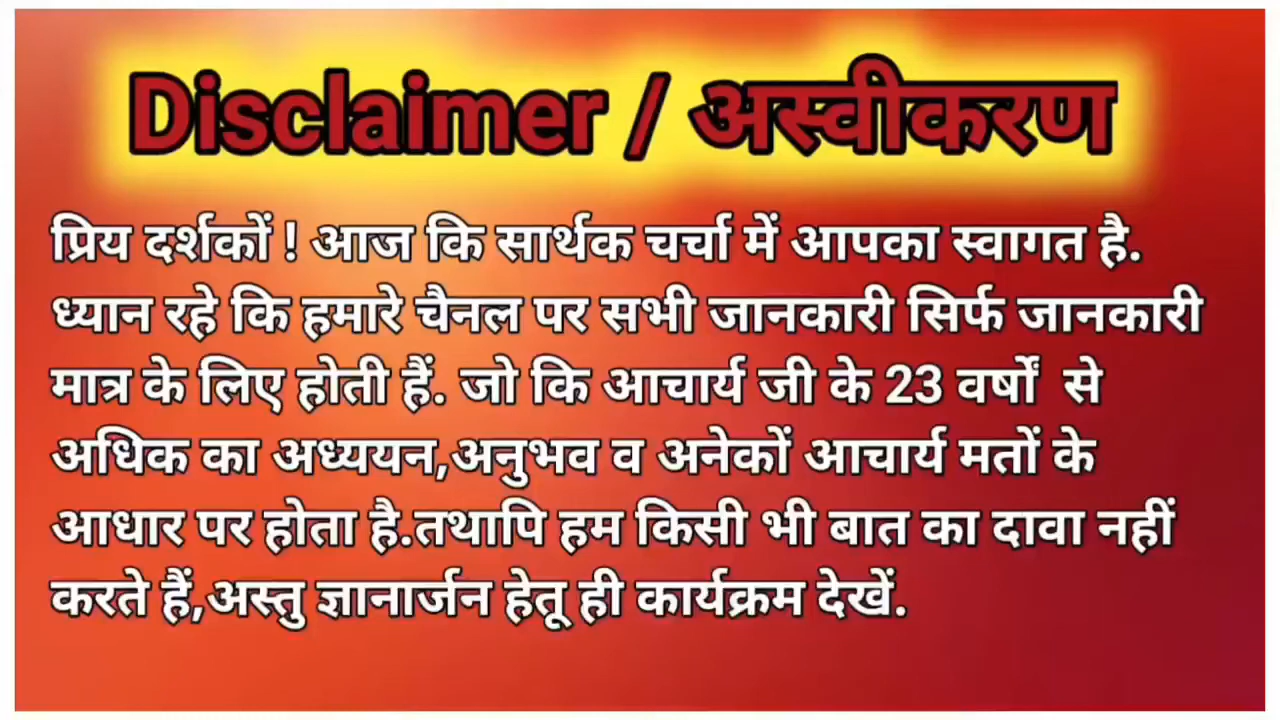 Disclaimer / अस्वीकरण
प्रिय दर्शकों ! आज कि सार्थक चर्चा में आपका स्वागत है.
ध्यान रहे कि हमारे चैनल पर सभी जानकारी सिर्फ जानकारी
मात्र के लिए होती हैं. जो कि आचार्य जी के 23 वर्षों से
अधिक का अध्ययन,अनुभव व अनेकों आचार्य मतों के
आधार पर होता है.तथापि हम किसी भी बात का दावा नहीं
करते हैं,अस्तु ज्ञानार्जन हेतू ही कार्यक्रम देखें.